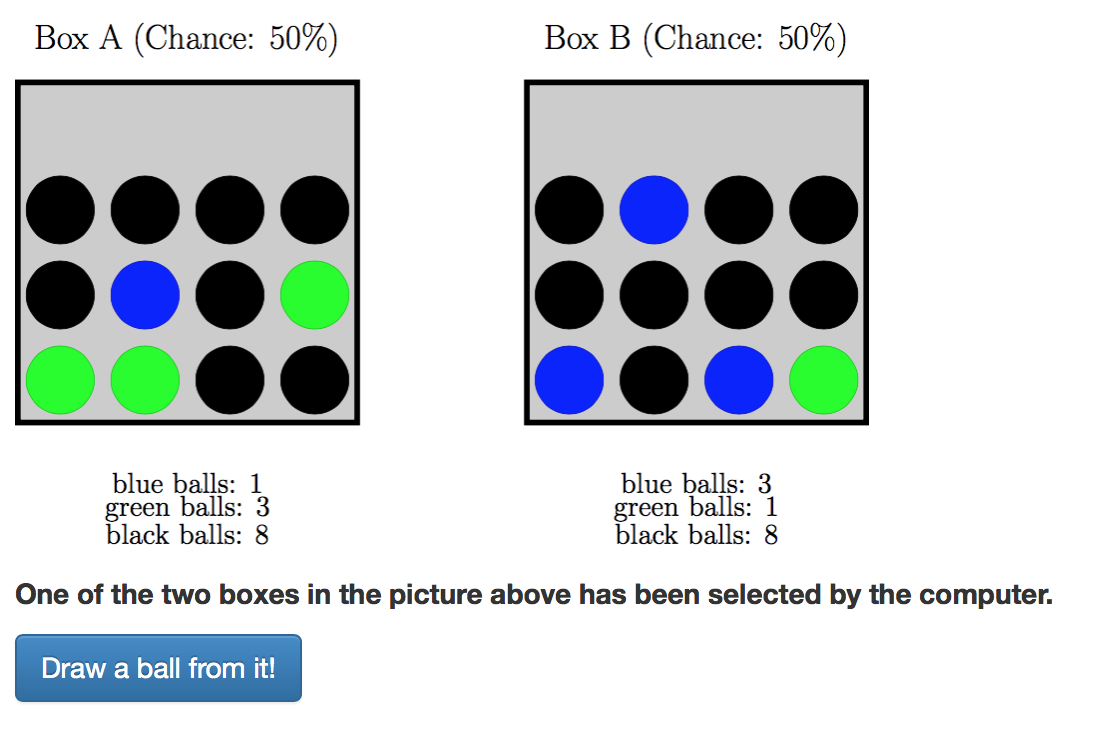 Box A (Chance: 50%)
Box B (Chance: 50%)
blue balls: 1
green balls: 3
black balls: 8
blue balls: 3
green balls: 1
black balls: 8
One of the two boxes in the picture above has been selected by the computer.
Draw a ball from it!